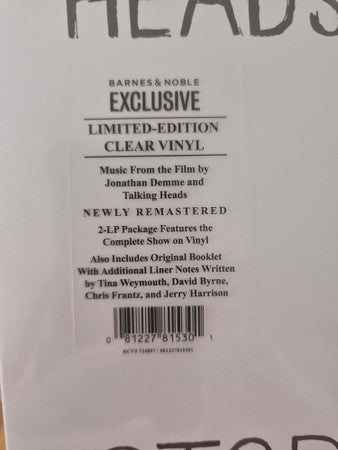 HEADS
BARNES & NOBLE
EXCLUSIVE
LIMITED-EDITION
CLEAR VINYL
Music From the Film by
Jonathan Demme and
Talking Heads
NEWLY REMASTERED
2-LP Package Features the
Complete Show on Vinyl
Also Includes Original Booklet
With Additional Liner Notes Written
by Tina Weymouth, David Byrne,
Chris Frantz, and Jerry Harrison
0 81227 81530 1